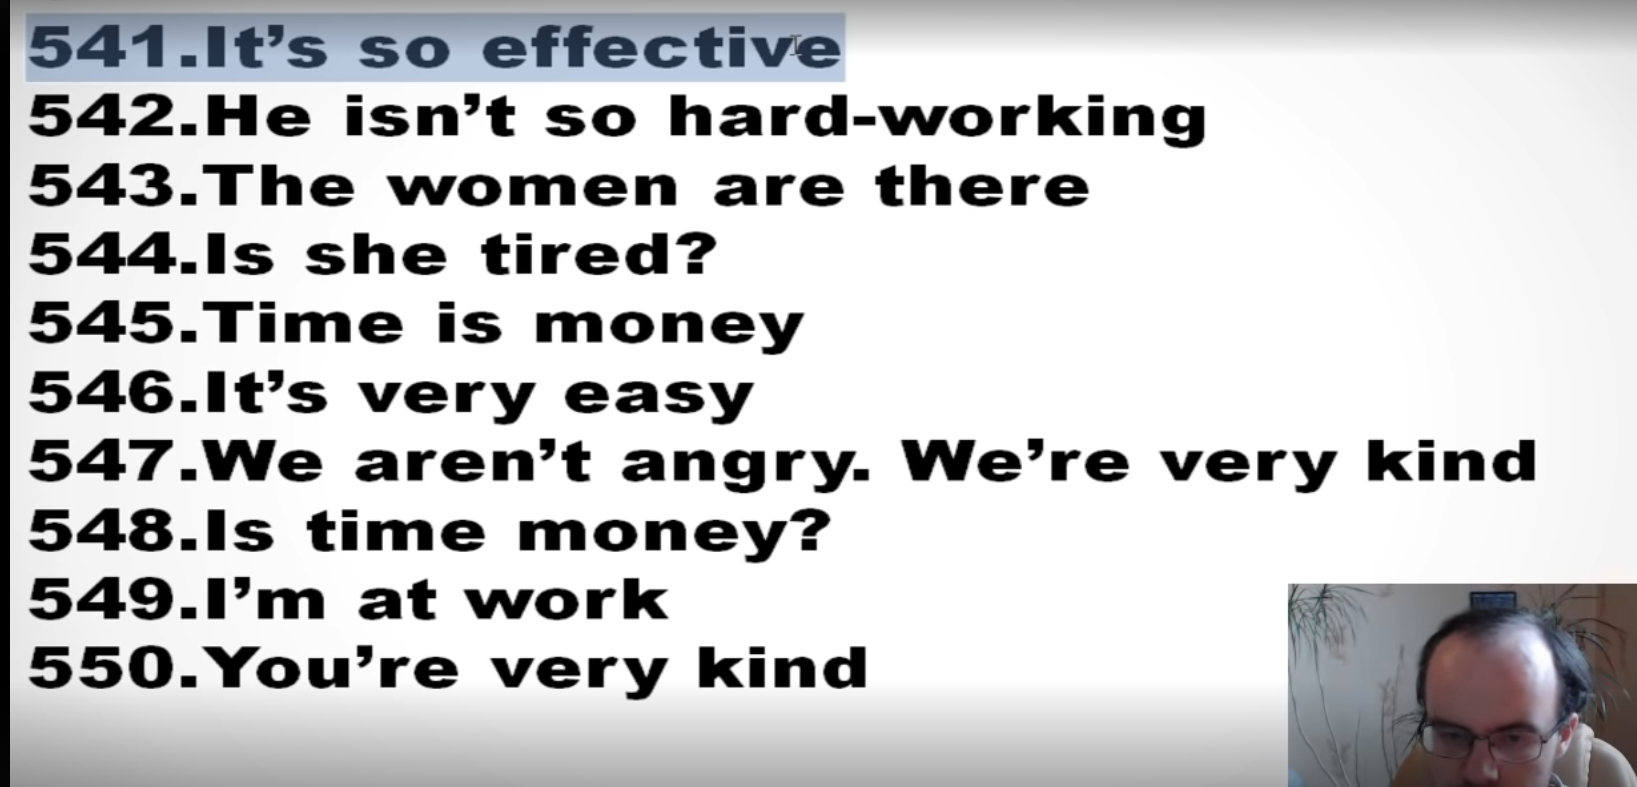 541.It’s so effective
542.He isn’t so hard-working
543.The women are there
544.Is she tired?
545.Time is money
546.It’s very easy
547.We aren’t angry. We’re very kind
548.Is time money?
549.I’m at work
550.You’re very kind